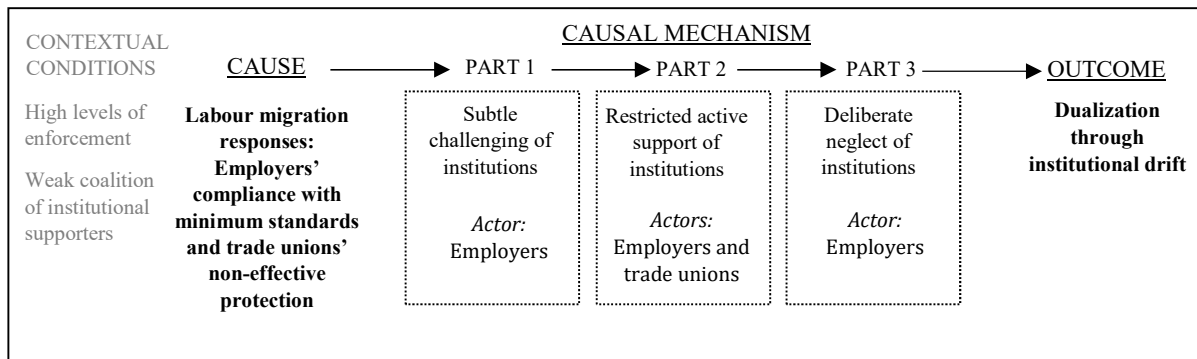 CONTEXTUAL
CONDITIONS
High levels of
enforcement
Weak coalition
of institutional
supporters
CAUSAL MECHANISM
CAUSE
Labour migration
responses:
Employers’
compliance with
minimum standards
and trade unions’
non-effective
protection
PART 1
Subtle
challenging of
institutions
Actor:
Employers
PART 2
Restricted active
support of
institutions
Actors:
Employers and
trade unions
PART 3
Deliberate
neglect of
institutions
Actor:
Employers
OUTCOME
Dualization
through
institutional drift